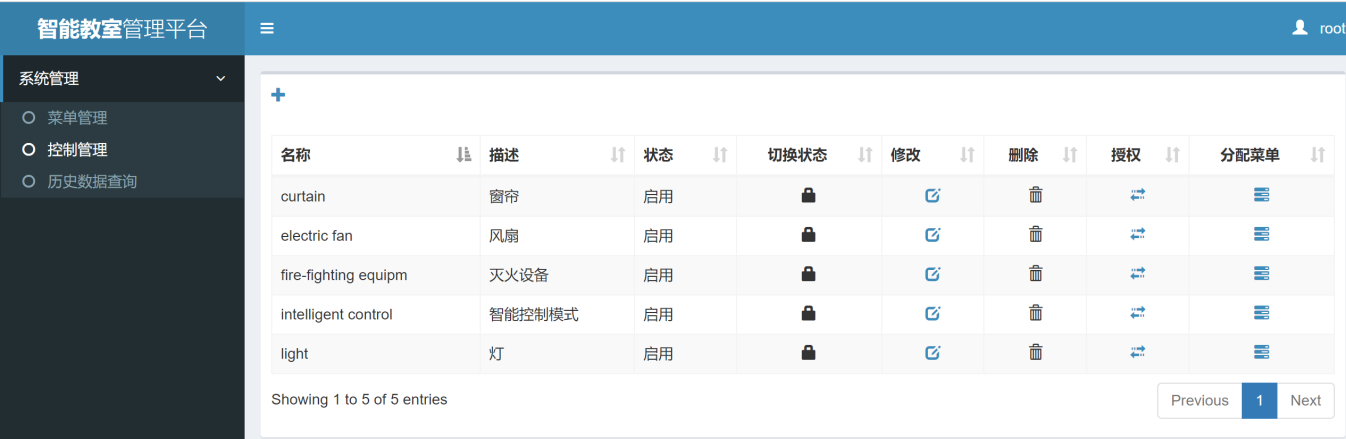 智能教室管理平台
root
系统管理
菜单管理
控制管理
历史数据查询
名称 描述 状态 切换状态 修改 删除 授权 分配菜单
curtain 窗帘 启用
electric fan 风扇 启用
fire-fighting equipm 灭火设备 启用
intelligent control 智能控制模式 启用
light 灯 启用
Showing 1 to 5 of 5 entries
Previous 1 Next